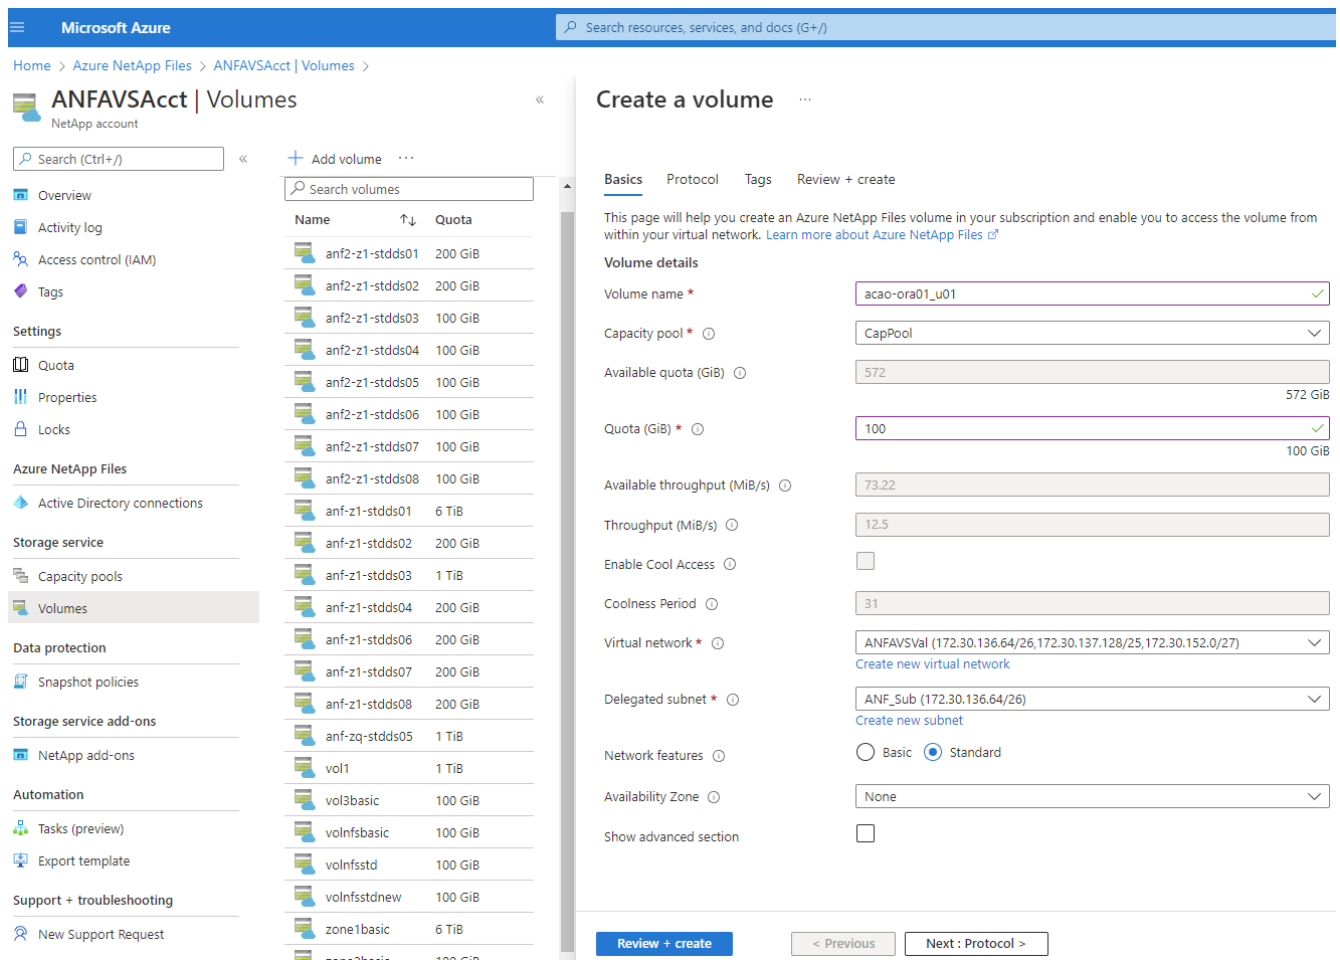 Microsoft Azure
Search resources, services, and docs (G+/)
Home > Azure NetApp Files > ANFAVSAcct | Volumes >
ANFAVSAcct | Volumes
NetApp account
«
Search (Ctrl+/)
«
Overview
Activity log
Access control (IAM)
Tags
Settings
Quota
Properties
Locks
Azure NetApp Files
Active Directory connections
Storage service
Capacity pools
Volumes
Data protection
Snapshot policies
Storage service add-ons
NetApp add-ons
Automation
Tasks (preview)
Export template
Support + troubleshooting
New Support Request
+ Add volume ...
Search volumes
Name ↑↓ Quota
anf2-z1-stdds01 200 GiB
anf2-z1-stdds02 200 GiB
anf2-z1-stdds03 100 GiB
anf2-z1-stdds04 100 GiB
anf2-z1-stdds05 100 GiB
anf2-z1-stdds06 100 GiB
anf2-z1-stdds07 100 GiB
anf2-z1-stdds08 100 GiB
anf-z1-stdds01 6 TiB
anf-z1-stdds02 200 GiB
anf-z1-stdds03 1 TiB
anf-z1-stdds04 200 GiB
anf-z1-stdds06 200 GiB
anf-z1-stdds07 200 GiB
anf-z1-stdds08 200 GiB
anf-zq-stdds05 1 TiB
vol1 1 TiB
vol3basic 100 GiB
volnfsbasic 100 GiB
volnfsstd 100 GiB
volnfsstdnew 100 GiB
zone1basic 6 TiB
Create a volume ...
Basics Protocol Tags Review + create
This page will help you create an Azure NetApp Files volume in your subscription and enable you to access the volume from
within your virtual network. Learn more about Azure NetApp Files
Volume details
Volume name * acao-ora01_u01
Capacity pool * CapPool
Available quota (GiB) 572
572 GiB
Quota (GiB) * 100
100 GiB
Available throughput (MiB/s) 73.22
Throughput (MiB/s) 12.5
Enable Cool Access
Coolness Period 31
Virtual network * ANFAVSVal (172.30.136.64/26,172.30.137.128/25,172.30.152.0/27)
Create new virtual network
Delegated subnet * ANF_Sub (172.30.136.64/26)
Create new subnet
Network features Basic Standard
Availability Zone None
Show advanced section
Review + create < Previous Next : Protocol >